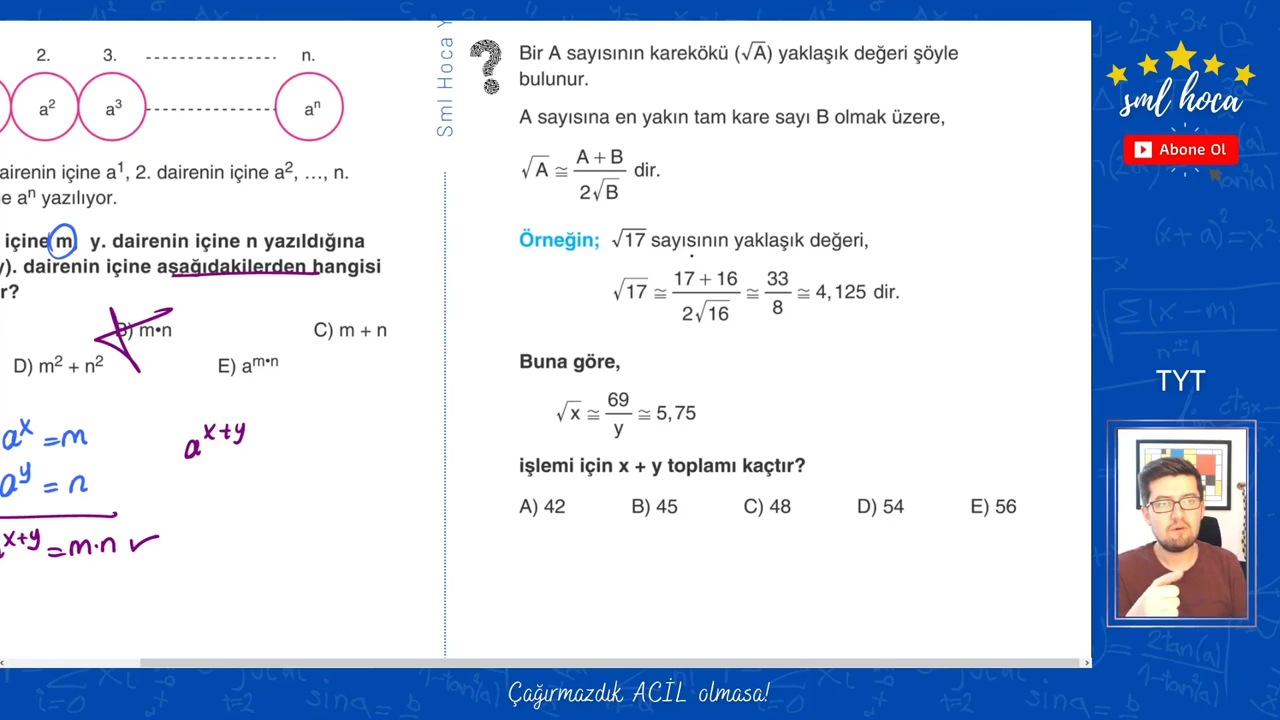 2. 3. n.
a² a³ aⁿ
airenin içine a¹, 2. dairenin içine a², ..., n.
e aⁿ yazılıyor.
içine m, y. dairenin içine n yazıldığına
y). dairenin içine aşağıdakilerden hangisi
r?
B) m•n C) m + n
D) m² + n² E) a^(m•n)
a^x = m
a^y = n
a^(x+y)
x+y = m·n ✓
Sml Hoca Y
Bir A sayısının karekökü (√A) yaklaşık değeri şöyle
bulunur.
A sayısına en yakın tam kare sayı B olmak üzere,
√A ≅ (A + B)/(2√B) dir.
Örneğin; √17 sayısının yaklaşık değeri,
√17 ≅ (17 + 16)/(2√16) ≅ 33/8 ≅ 4,125 dir.
Buna göre,
√x ≅ 69/y ≅ 5,75
işlemi için x + y toplamı kaçtır?
A) 42 B) 45 C) 48 D) 54 E) 56
sml hoca
Abone Ol
TYT
Çağırmazdık ACİL olmasa!